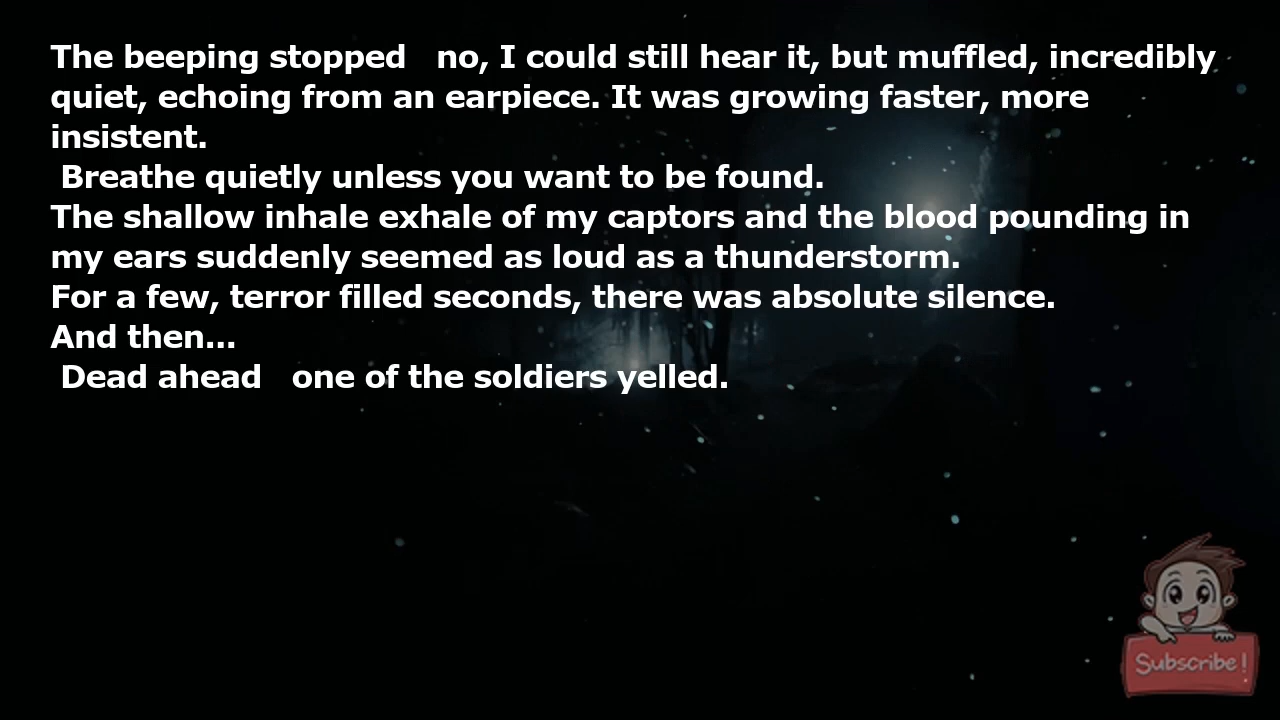 The beeping stopped   no, I could still hear it, but muffled, incredibly
quiet, echoing from an earpiece. It was growing faster, more
insistent.
Breathe quietly unless you want to be found.
The shallow inhale exhale of my captors and the blood pounding in
my ears suddenly seemed as loud as a thunderstorm.
For a few, terror filled seconds, there was absolute silence.
And then...
Dead ahead   one of the soldiers yelled.
Subscribe!